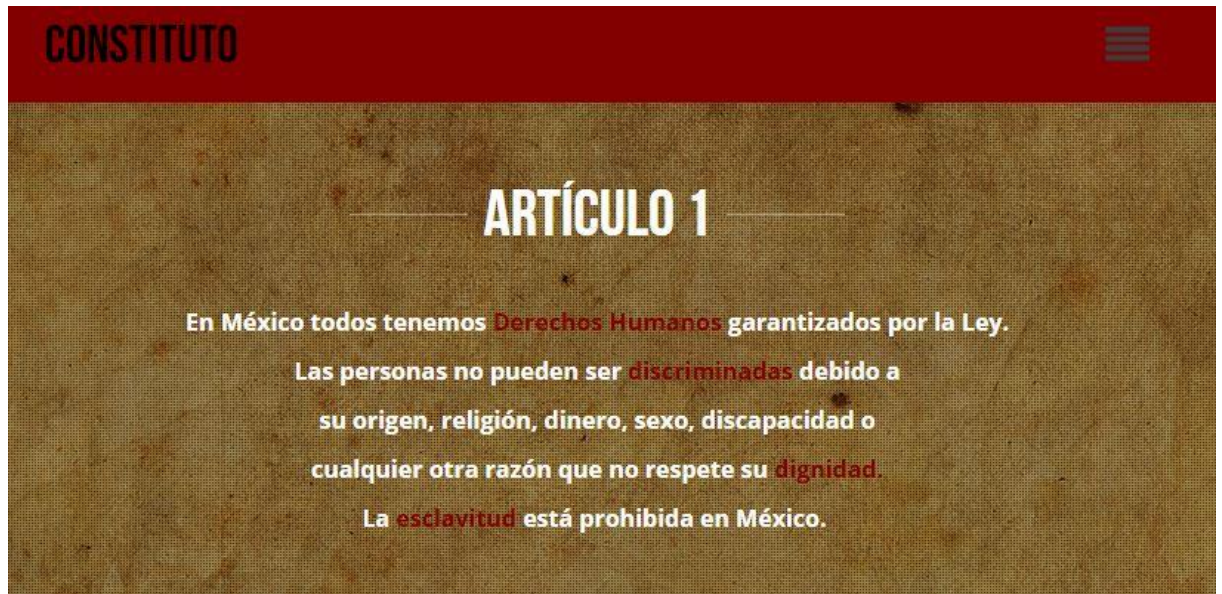 CONSTITUTO
ARTÍCULO 1
En México todos tenemos Derechos Humanos garantizados por la Ley.
Las personas no pueden ser discriminadas debido a
su origen, religión, dinero, sexo, discapacidad o
cualquier otra razón que no respete su dignidad.
La esclavitud está prohibida en México.